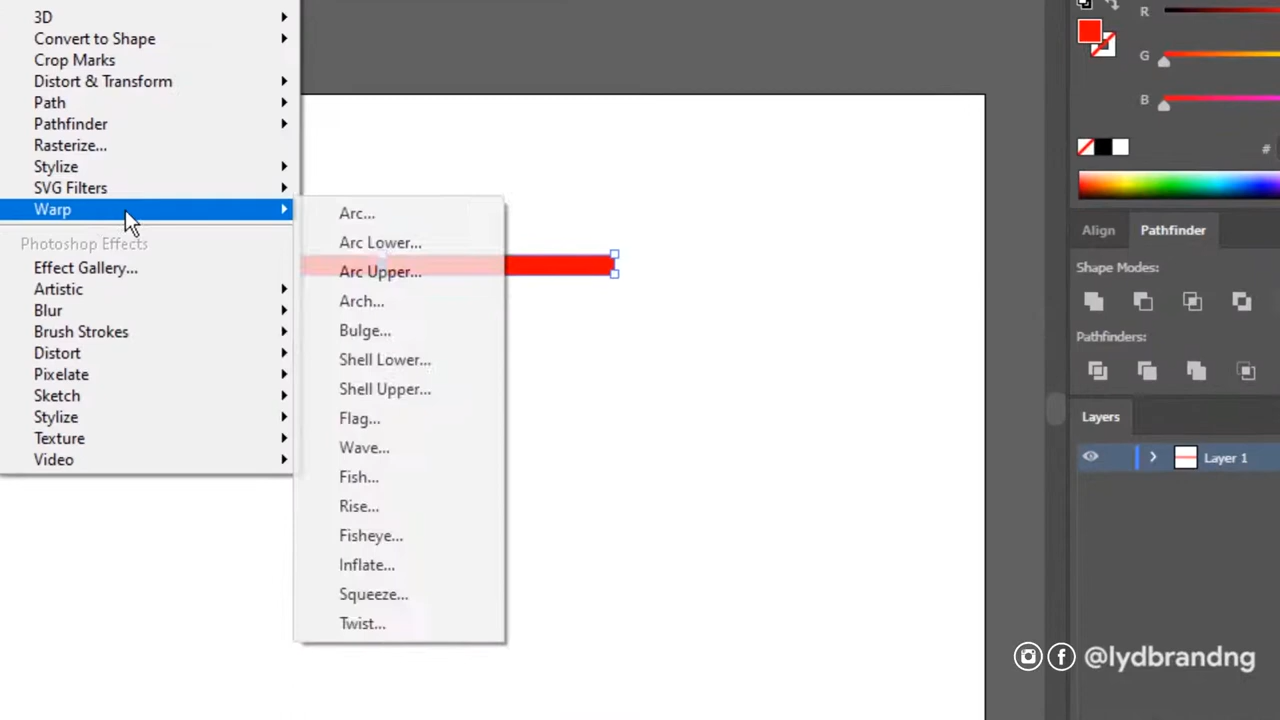 3D
Convert to Shape
Crop Marks
Distort & Transform
Path
Pathfinder
Rasterize...
Stylize
SVG Filters
Warp
Photoshop Effects
Effect Gallery...
Artistic
Blur
Brush Strokes
Distort
Pixelate
Sketch
Stylize
Texture
Video
Arc...
Arc Lower...
Arc Upper...
Arch...
Bulge...
Shell Lower...
Shell Upper...
Flag...
Wave...
Fish...
Rise...
Fisheye...
Inflate...
Squeeze...
Twist...
R
G
B
#
Align Pathfinder
Shape Modes:
Pathfinders:
Layers
Layer 1
@lydbrandng